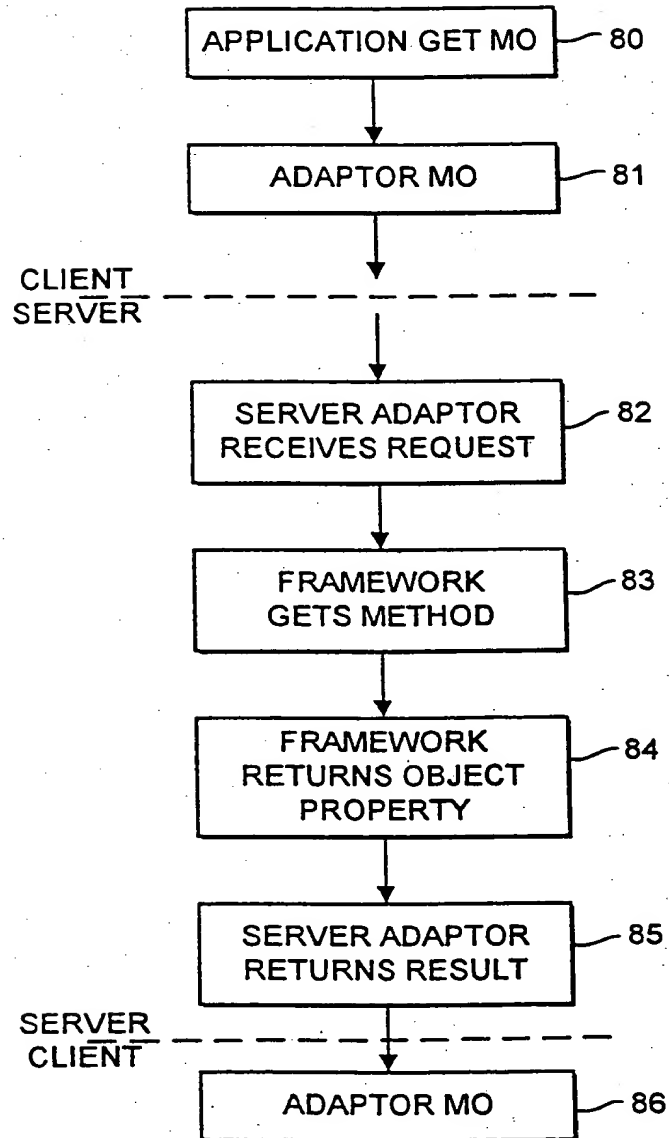 APPLICATION GET MO 80
ADAPTOR MO 81
CLIENT
SERVER
SERVER ADAPTOR
RECEIVES REQUEST 82
FRAMEWORK
GETS METHOD 83
FRAMEWORK
RETURNS OBJECT
PROPERTY 84
SERVER ADAPTOR
RETURNS RESULT 85
SERVER
CLIENT
ADAPTOR MO 86